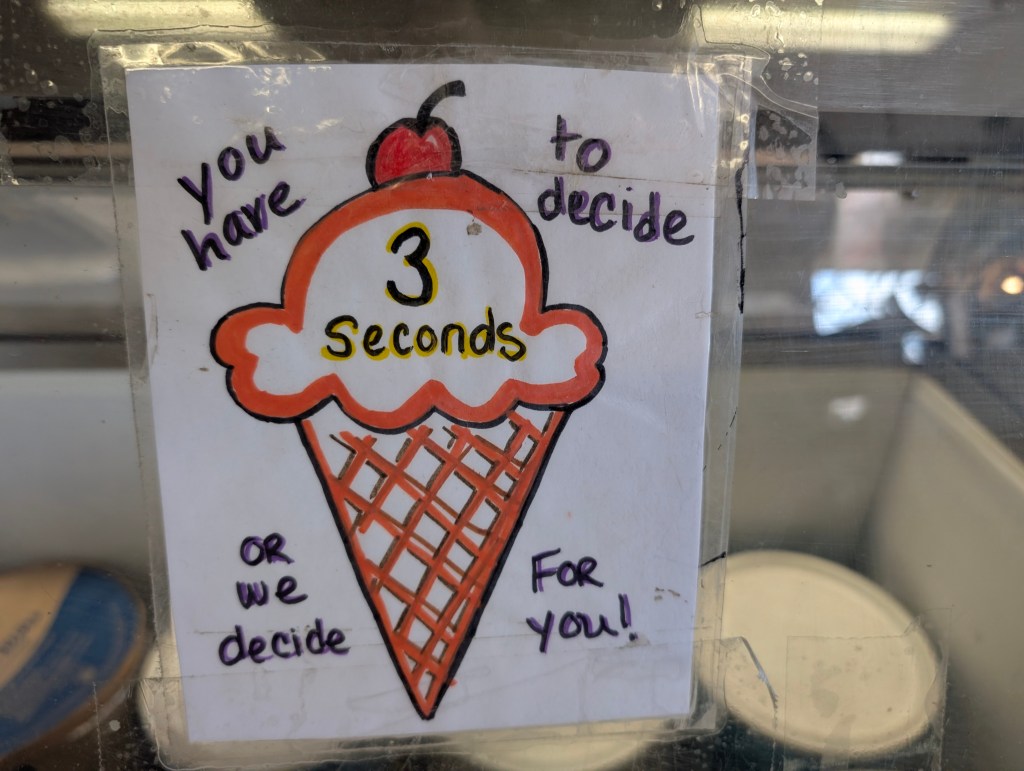 you
have
3
seconds
to
decide
OR
we
decide
FOR
you!